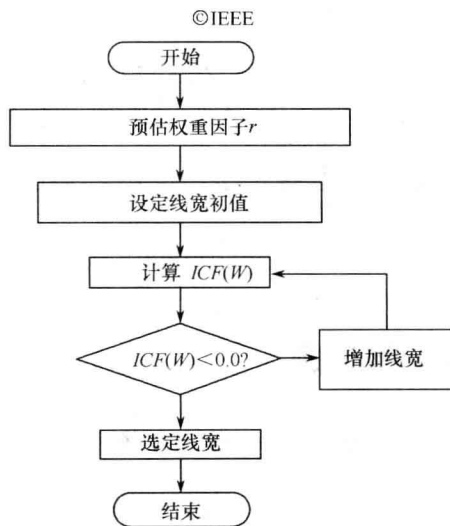 ©IEEE
开始
预估权重因子r
设定线宽初值
计算 ICF(W)
ICF(W)<0.0?
增加线宽
选定线宽
结束